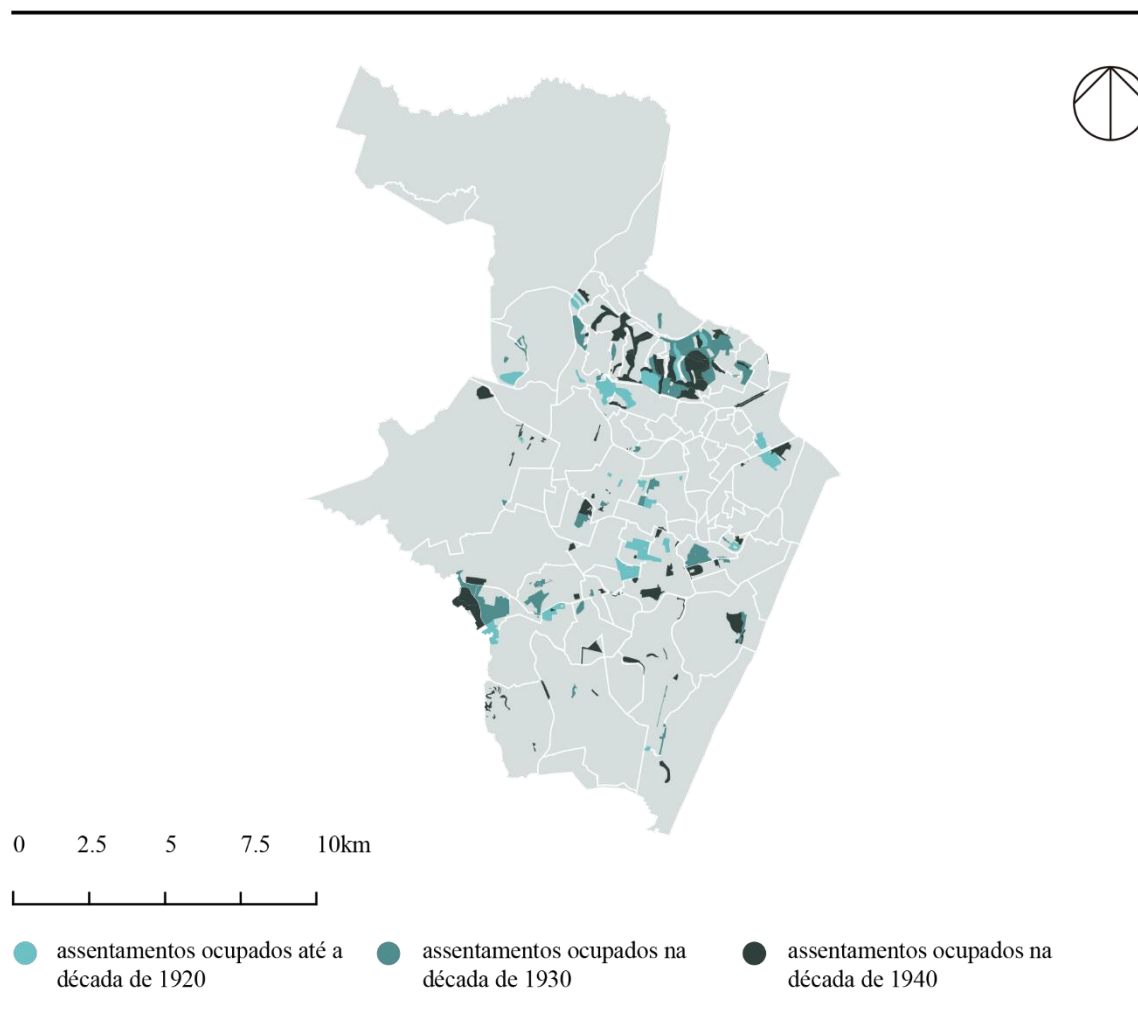 0 2.5 5 7.5 10km
assentamentos ocupados até a
década de 1920
assentamentos ocupados na
década de 1930
assentamentos ocupados na
década de 1940